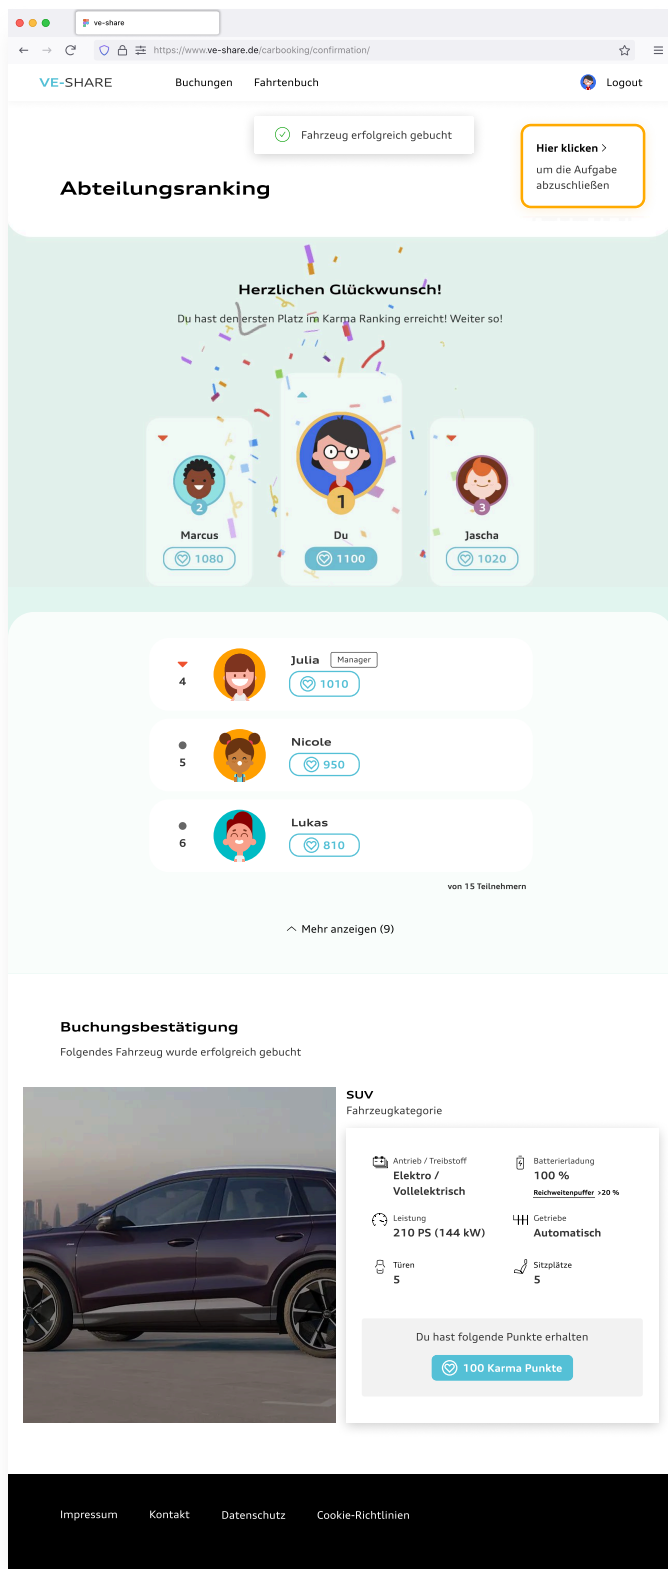 ve-share
https://www.ve-share.de/carbooking/confirmation/
VE-SHARE
Buchungen
Fahrtenbuch
Logout
Fahrzeug erfolgreich gebucht
Hier klicken >
um die Aufgabe
abzuschließen
Abteilungsranking
Herzlichen Glückwunsch!
Du hast den ersten Platz im Karma Ranking erreicht! Weiter so!
2
Marcus
1080
1
Du
1100
3
Jascha
1020
4
Julia
Manager
1010
5
Nicole
950
6
Lukas
810
von 15 Teilnehmern
Mehr anzeigen (9)
Buchungsbestätigung
Folgendes Fahrzeug wurde erfolgreich gebucht
SUV
Fahrzeugkategorie
Antrieb / Treibstoff
Elektro /
Vollelektrisch
Batterieladung
100 %
Reichweitenpuffer >20 %
Leistung
210 PS (144 kW)
Getriebe
Automatisch
Türen
5
Sitzplätze
5
Du hast folgende Punkte erhalten
100 Karma Punkte
Impressum
Kontakt
Datenschutz
Cookie-Richtlinien